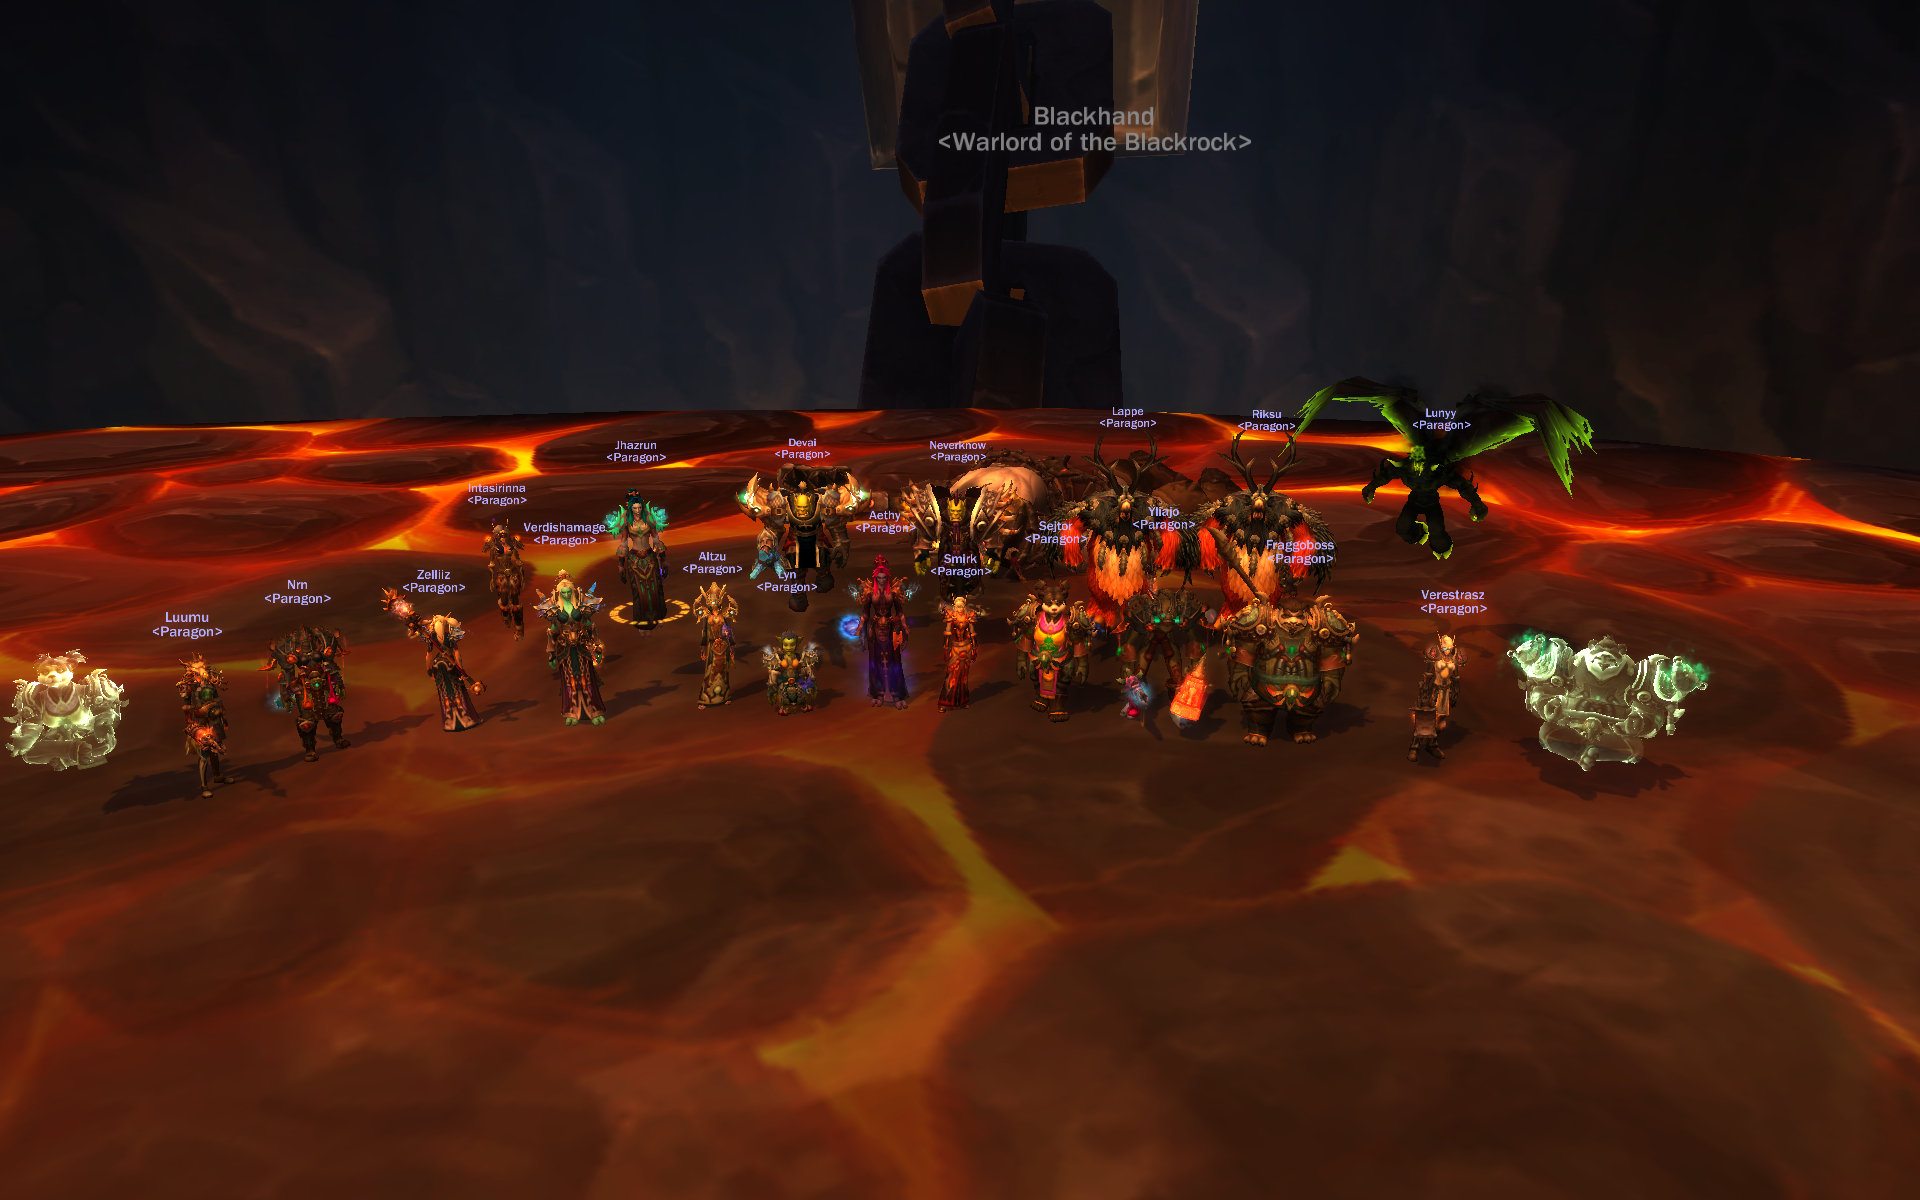 Blackhand
<Warlord of the Blackrock>
Lappe
<Paragon>
Riksu
<Paragon>
Lunyy
<Paragon>
Jhazrun
<Paragon>
Devai
<Paragon>
Neverknow
<Paragon>
Intasirinna
<Paragon>
Verdishamage
<Paragon>
Aethy
<Paragon>
Sejtor
<Paragon>
Yliajo
<Paragon>
Altzu
<Paragon>
Lyn
<Paragon>
Smirk
<Paragon>
Fraggoboss
<Paragon>
Nrn
<Paragon>
Zelliiz
<Paragon>
Luumu
<Paragon>
Verestrasz
<Paragon>